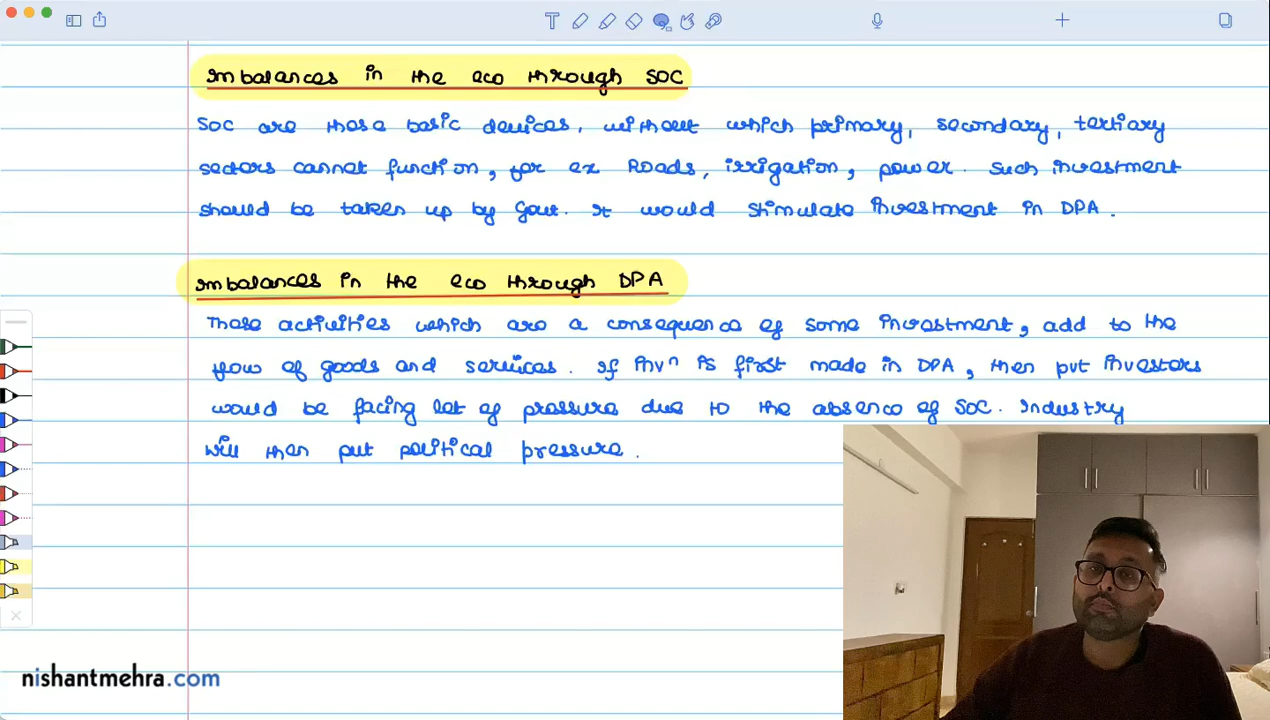 Imbalances in the eco through SOC
SOC are those basic devices, without which primary, secondary, tertiary
sectors cannot function, for ex Roads, irrigation, power. Such investment
should be taken up by Govt. It would stimulate investment in DPA.
Imbalances in the eco through DPA
Those activities which are a consequence of some investment, add to the
flow of goods and services. If invⁿ is first made in DPA, then put investors
would be facing lot of pressure due to the absence of SOC. Industry
will then put political pressure.
nishantmehra.com